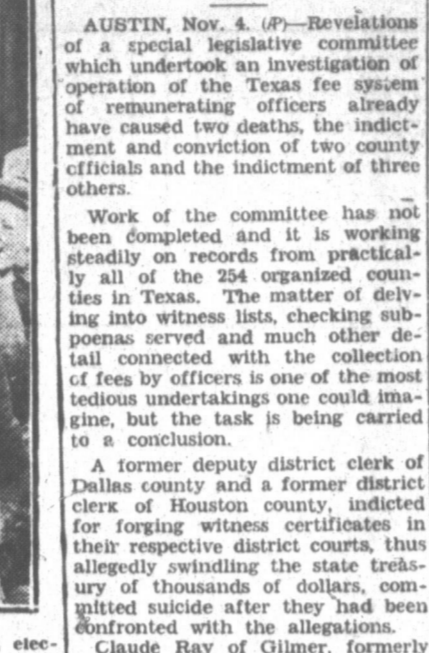 AUSTIN, Nov. 4. (AP)—Revelations
of a special legislative committee
which undertook an investigation of
operation of the Texas fee system
of remunerating officers already
have caused two deaths, the indict-
ment and conviction of two county
officials and the indictment of three
others.
Work of the committee has not
been completed and it is working
steadily on records from practical-
ly all of the 254 organized coun-
ties in Texas. The matter of delv-
ing into witness lists, checking sub-
poenas served and much other de-
tail connected with the collection
of fees by officers is one of the most
tedious undertakings one could ima-
gine, but the task is being carried
to a conclusion.
A former deputy district clerk of
Dallas county and a former district
clerk of Houston county, indicted
for forging witness certificates in
their respective district courts, thus
allegedly swindling the state treas-
ury of thousands of dollars, com-
mitted suicide after they had been
confronted with the allegations.
Claude Ray of Gilmer, formerly
elec-